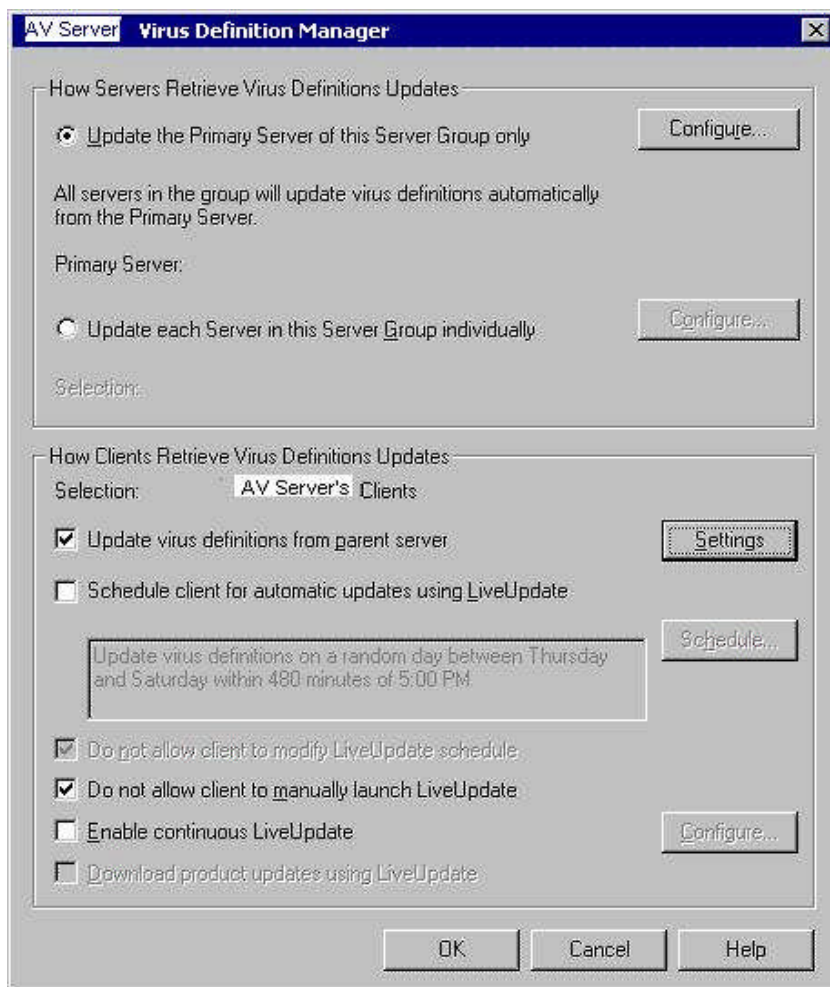 AV Server Virus Definition Manager
How Servers Retrieve Virus Definitions Updates
Update the Primary Server of this Server Group only
Configure...
All servers in the group will update virus definitions automatically
from the Primary Server.
Primary Server:
Update each Server in this Server Group individually
Configure...
Selection:
How Clients Retrieve Virus Definitions Updates
Selection: AV Server's Clients
Update virus definitions from parent server
Settings
Schedule client for automatic updates using LiveUpdate
Schedule...
Update virus definitions on a random day between Thursday
and Saturday within 480 minutes of 5:00 PM
Do not allow client to modify LiveUpdate schedule
Do not allow client to manually launch LiveUpdate
Enable continuous LiveUpdate
Configure...
Download product updates using LiveUpdate
OK Cancel Help